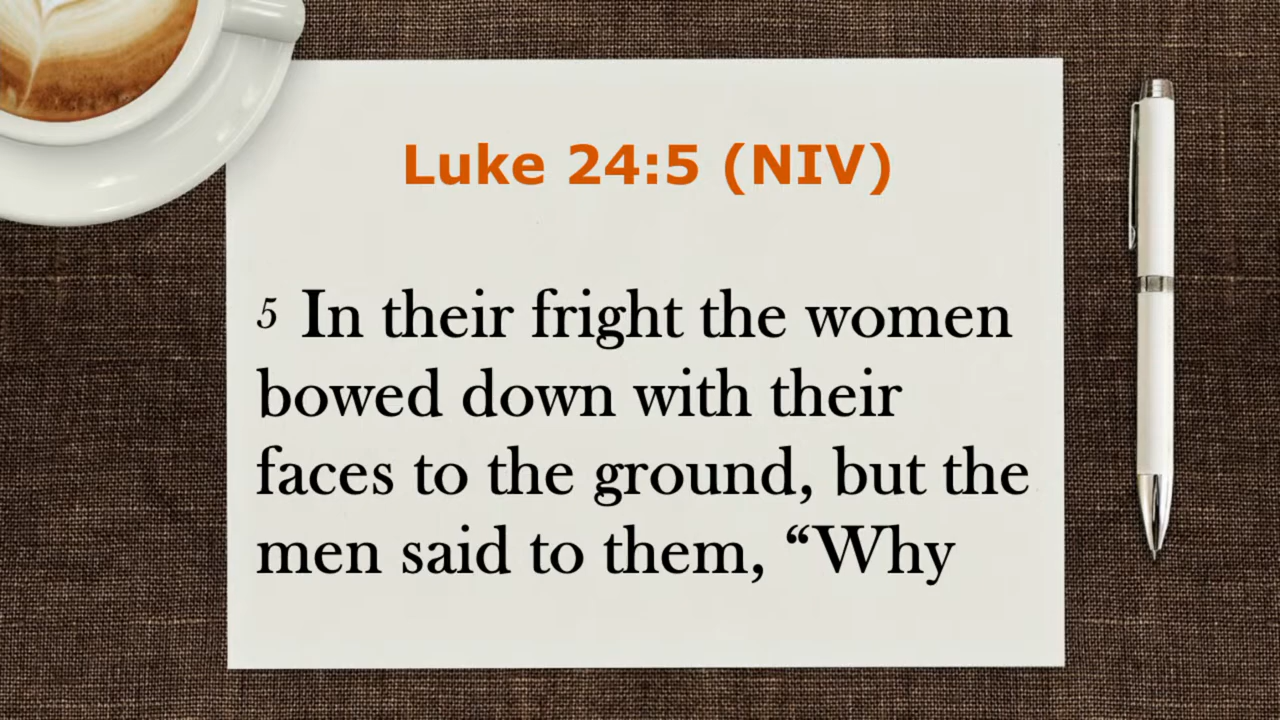 Luke 24:5 (NIV)
5 In their fright the women
bowed down with their
faces to the ground, but the
men said to them, “Why